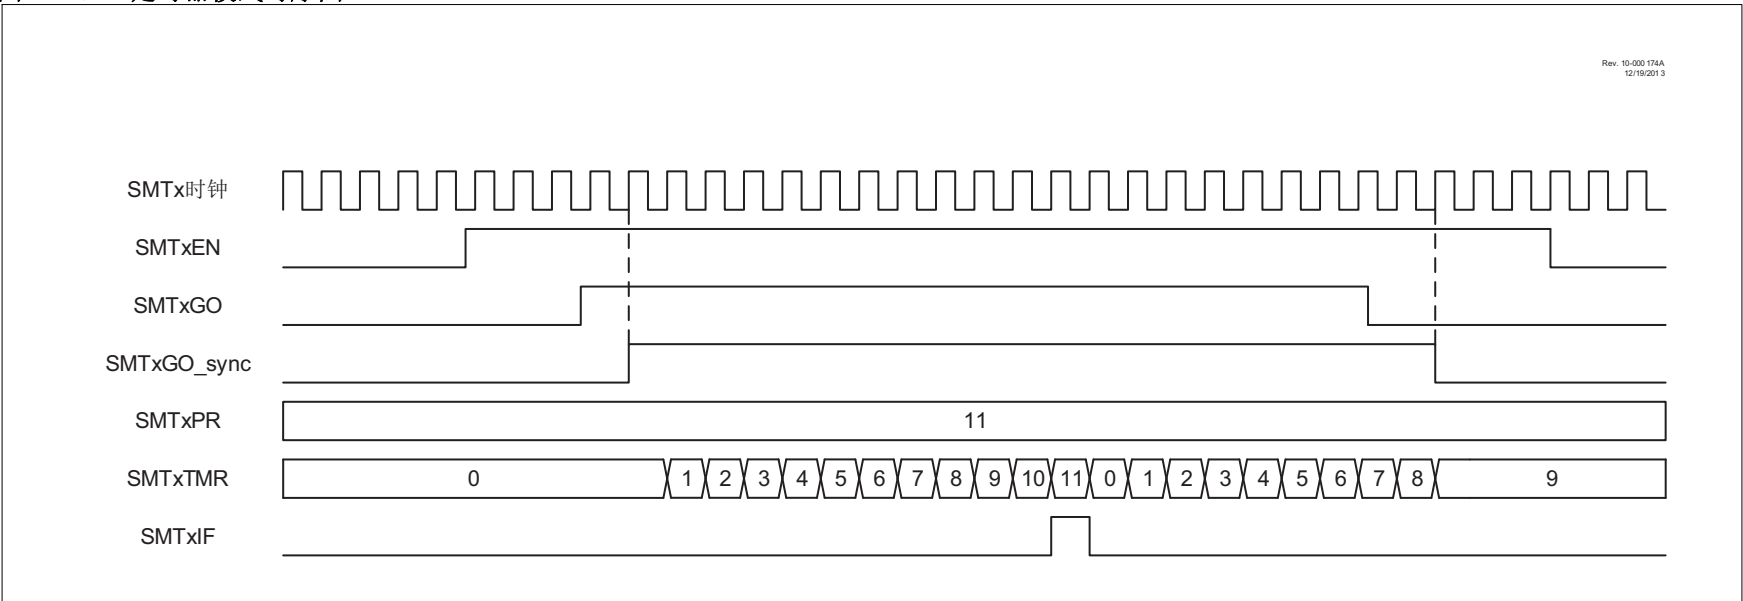 Rev. 10-000 174A
12/19/201 3
SMTx时钟
SMTxEN
SMTxGO
SMTxGO_sync
SMTxPR 11
SMTxTMR 0 1 2 3 4 5 6 7 8 9 10 11 0 1 2 3 4 5 6 7 8 9
SMTxIF